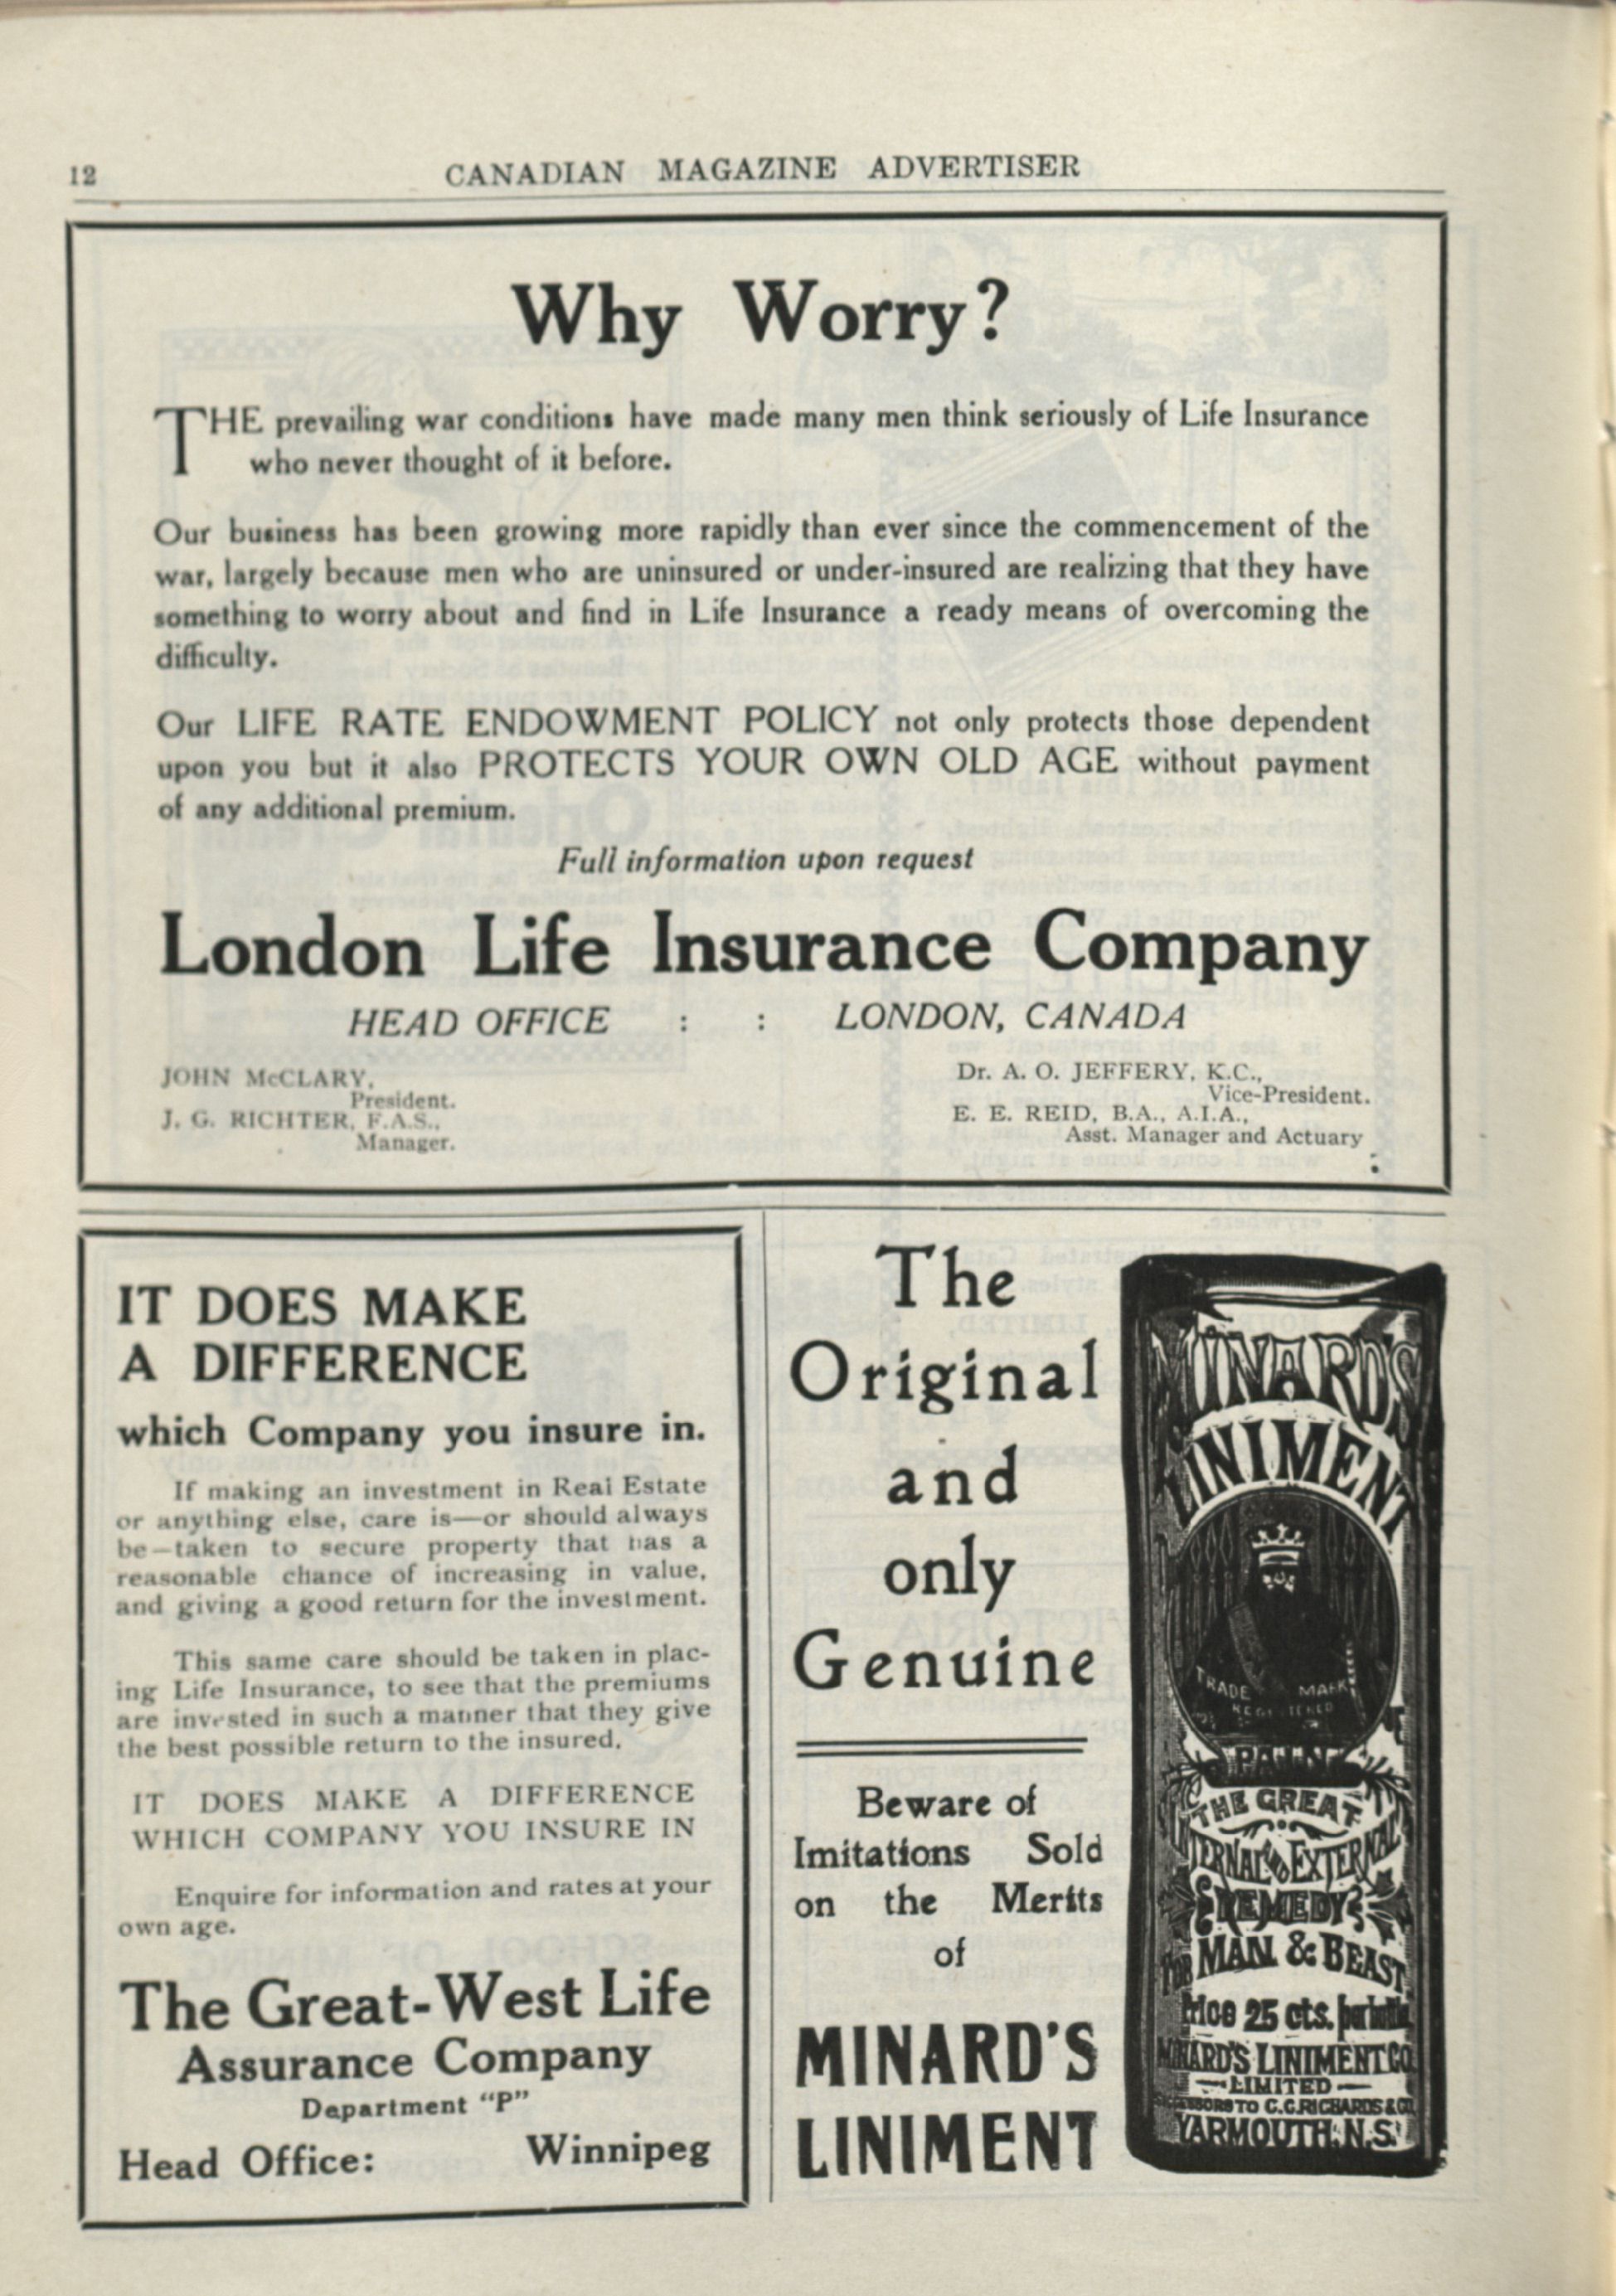 12
CANADIAN MAGAZINE ADVERTISER
Why Worry?
THE prevailing war conditions have made many men think seriously of Life Insurance
who never thought of it before.
Our business has been growing more rapidly than ever since the commencement of the
war, largely because men who are uninsured or under-insured are realizing that they have
something to worry about and find in Life Insurance a ready means of overcoming the
difficulty.
Our LIFE RATE ENDOWMENT POLICY not only protects those dependent
upon you but it also PROTECTS YOUR OWN OLD AGE without payment
of any additional premium.
Full information upon request
London Life Insurance Company
HEAD OFFICE : : LONDON, CANADA
JOHN McCLARY,
President.
J. G. RICHTER, F.A.S.,
Manager.
Dr. A. O. JEFFERY, K.C.,
Vice-President.
E. E. REID, B.A., A.I.A.,
Asst. Manager and Actuary
IT DOES MAKE
A DIFFERENCE
which Company you insure in.
If making an investment in Real Estate
or anything else, care is—or should always
be—taken to secure property that has a
reasonable chance of increasing in value,
and giving a good return for the investment.
This same care should be taken in plac-
ing Life Insurance, to see that the premiums
are invested in such a manner that they give
the best possible return to the insured.
IT DOES MAKE A DIFFERENCE
WHICH COMPANY YOU INSURE IN
Enquire for information and rates at your
own age.
The Great-West Life
Assurance Company
Department "P"
Head Office: Winnipeg
The
Original
and
only
Genuine
Beware of
Imitations Sold
on the Merits
of
MINARD'S
LINIMENT
MINARD'S
LINIMENT
TRADE MARK
REGISTERED
PAIN
THE GREAT
INTERNAL AND EXTERNAL
REMEDY
FOR MAN & BEAST
Price 25 cts. per bottle
MINARD'S LINIMENT CO.
LIMITED
TO C.C. RICHARDS & CO.
YARMOUTH, N.S.